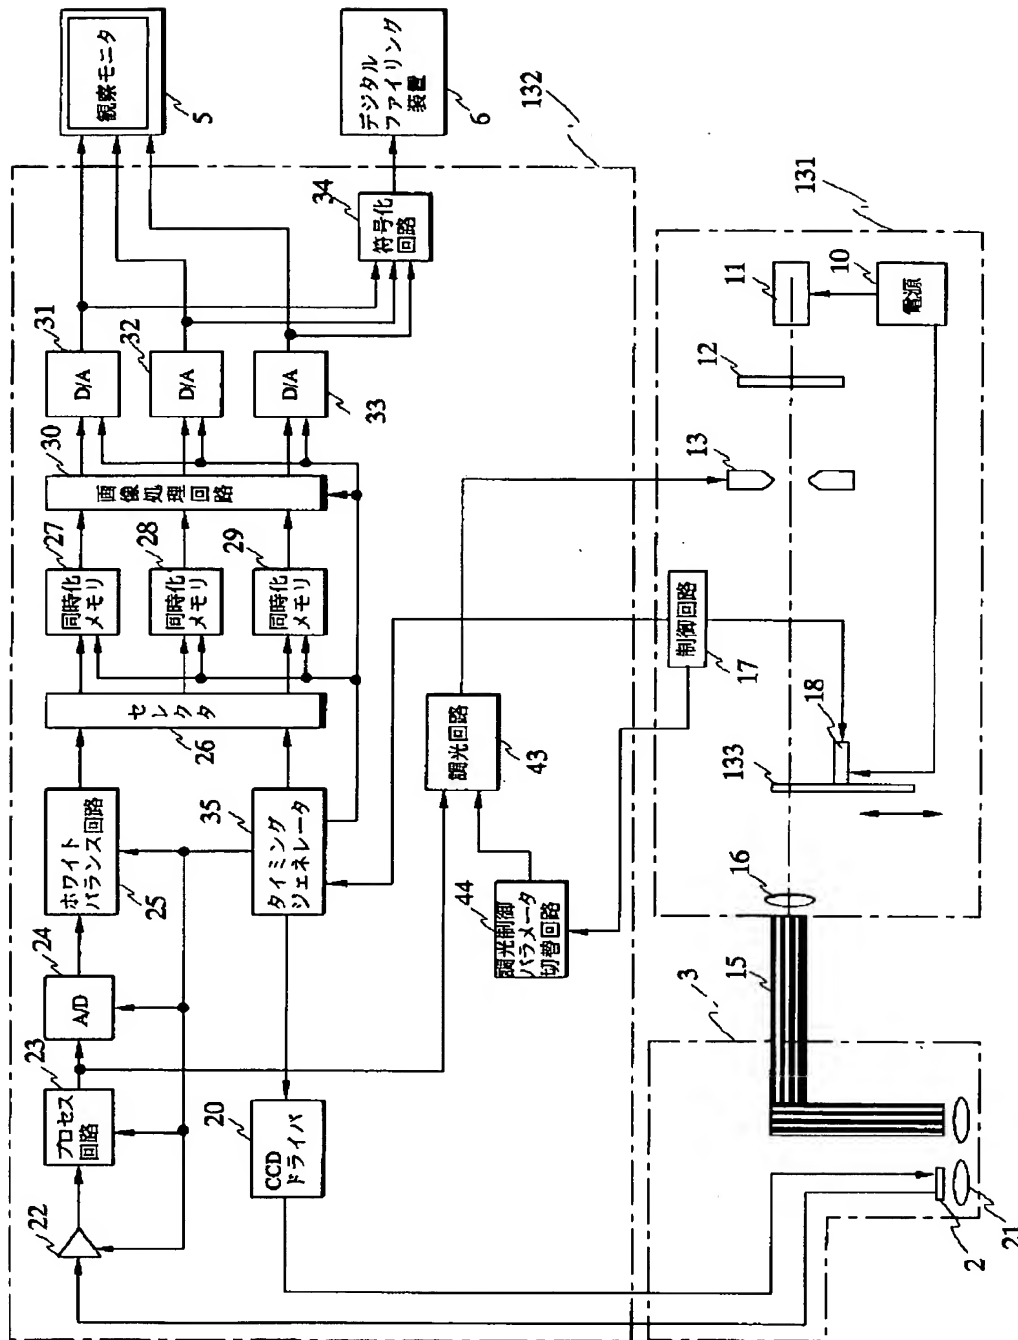 観察モニタ
5
デジタル
ファイリング
装置
6
132
34
符号化
回路
31
D/A
32
D/A
D/A
33
30
画像処理回路
27
同時化
メモリ
28
同時化
メモリ
29
同時化
メモリ
セレクタ
26
ホワイト
バランス回路
25
タイミング
ジェネレータ
35
24
A/D
23
プロセス
回路
22
20
CCD
ドライバ
調光回路
43
調光制御
パラメータ
切替回路
44
131
11
10
電源
12
13
制御回路
17
18
133
16
15
3
2
21